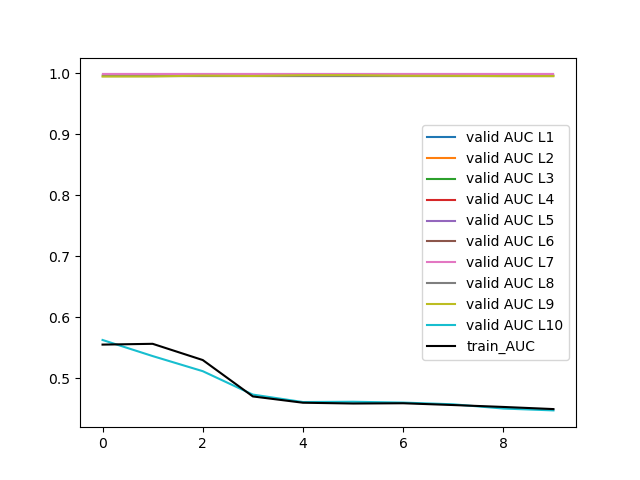 1.0
0.9
0.8
0.7
0.6
0.5
0 2 4 6 8
valid AUC L1
valid AUC L2
valid AUC L3
valid AUC L4
valid AUC L5
valid AUC L6
valid AUC L7
valid AUC L8
valid AUC L9
valid AUC L10
train_AUC